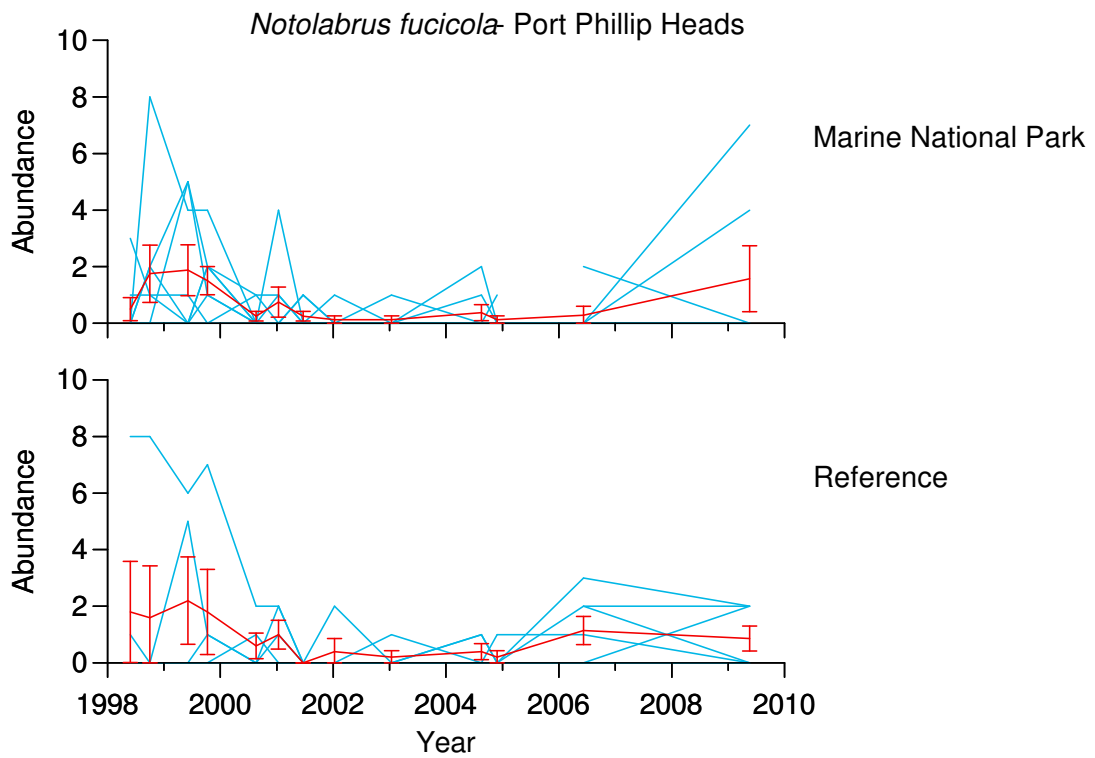 Notolabrus fucicola- Port Phillip Heads
10
8
6
4
2
0
Abundance
Marine National Park
10
8
6
4
2
0
Abundance
Reference
1998 2000 2002 2004 2006 2008 2010
Year